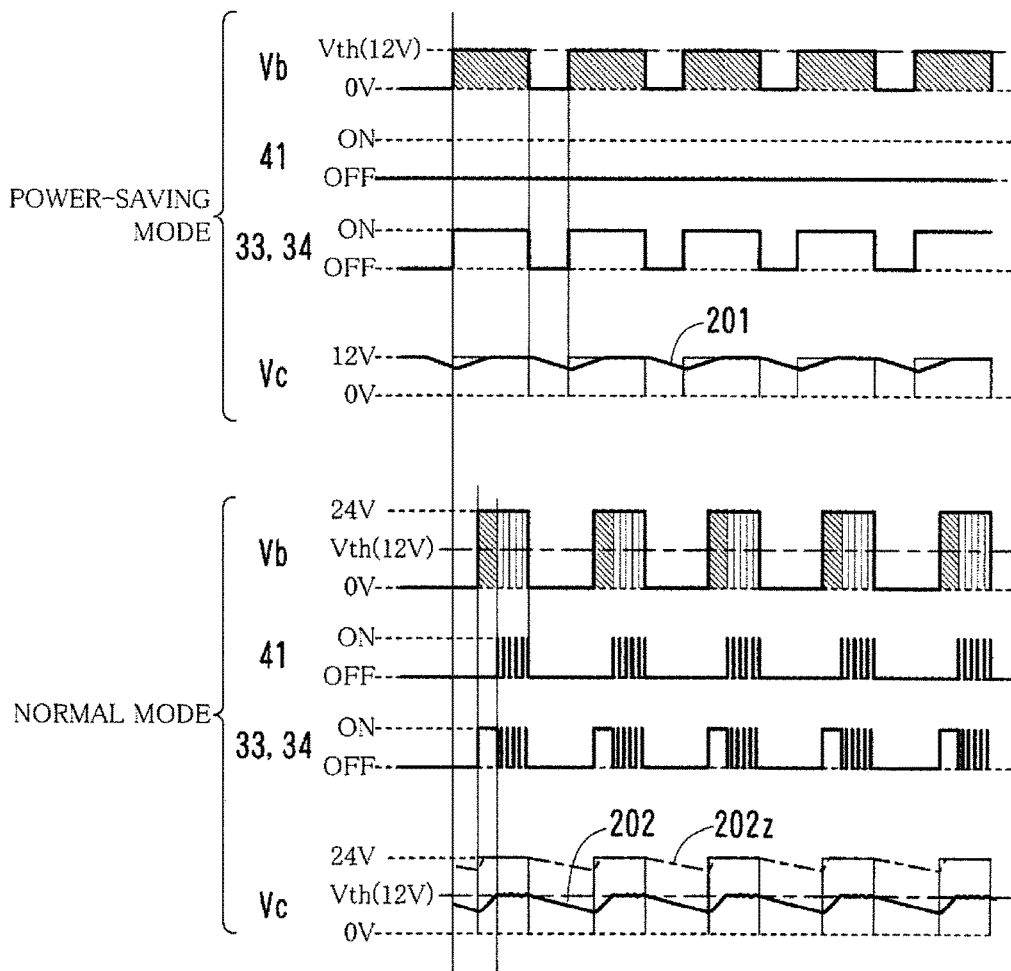 POWER-SAVING
MODE
Vb
Vth(12V)
0V
41
ON
OFF
33, 34
ON
OFF
201
Vc
12V
0V
NORMAL MODE
Vb
24V
Vth(12V)
0V
41
ON
OFF
33, 34
ON
OFF
202
202z
Vc
24V
Vth(12V)
0V